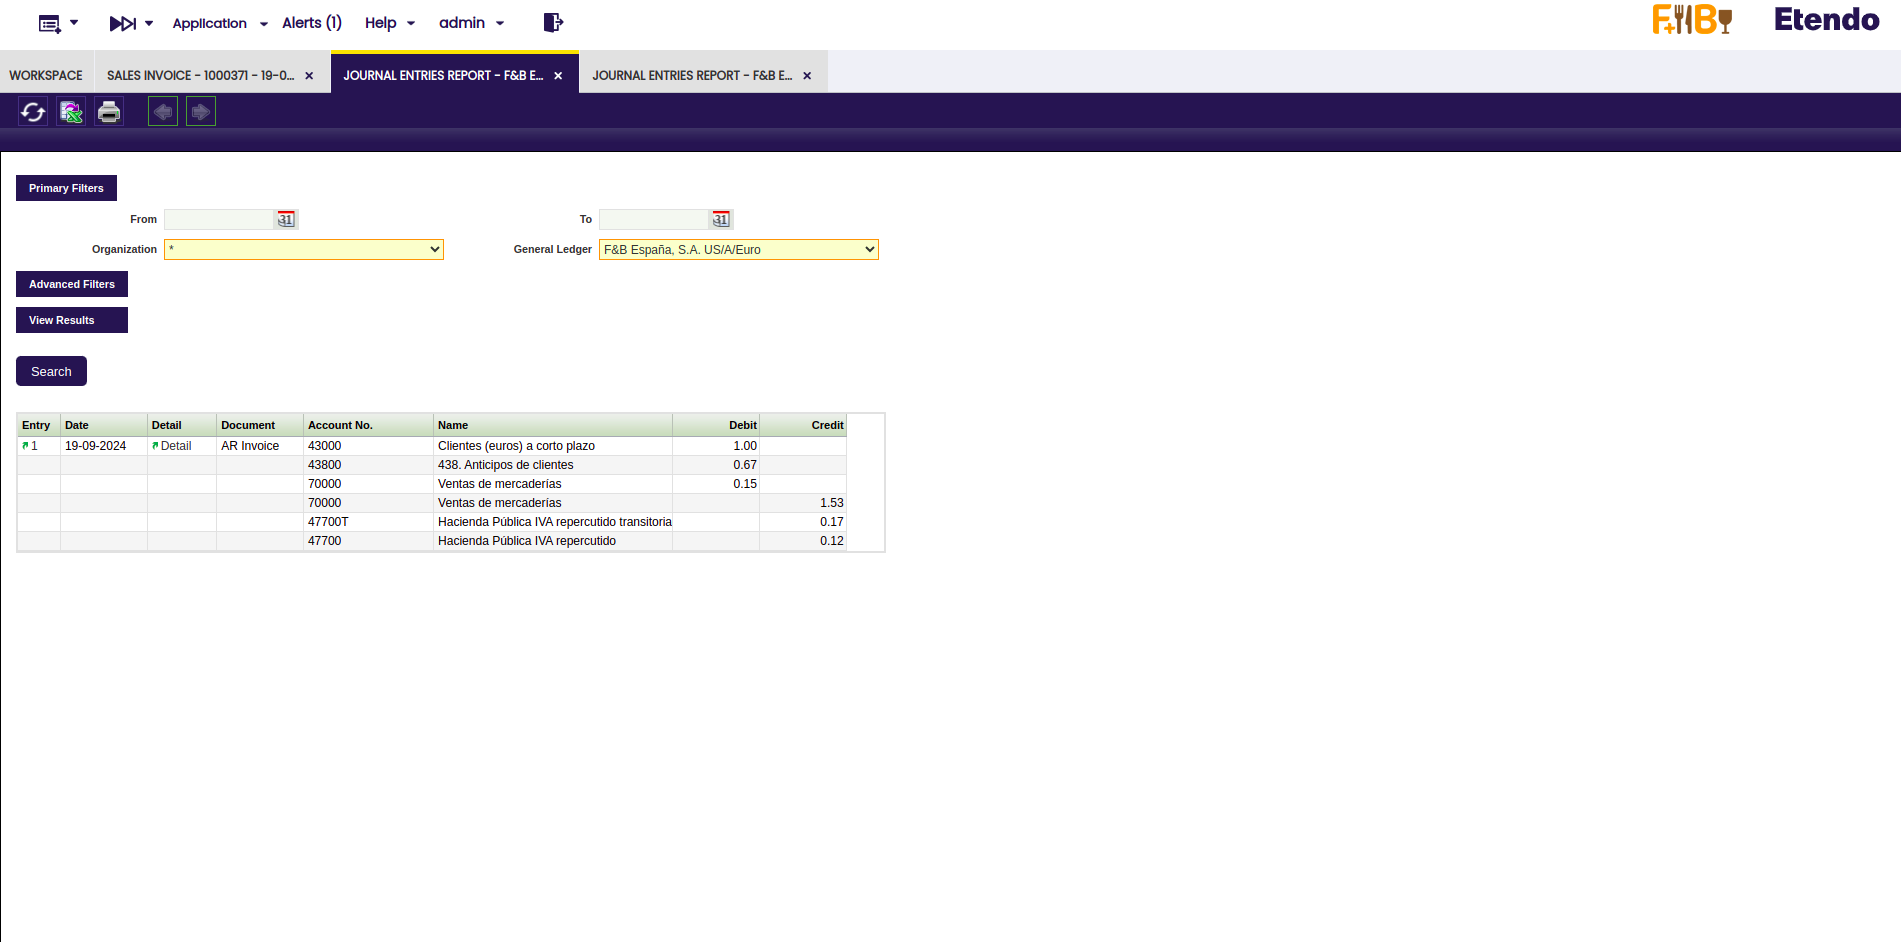 Application Alerts (1) Help admin F+B Etendo
WORKSPACE SALES INVOICE - 1000371 - 19-0... × JOURNAL ENTRIES REPORT - F&B E... × JOURNAL ENTRIES REPORT - F&B E... ×
Primary Filters
From 31 To 31
Organization * General Ledger F&B España, S.A. US/A/Euro
Advanced Filters
View Results
Search
Entry Date Detail Document Account No. Name Debit Credit
1 19-09-2024 Detail AR Invoice 43000 Clientes (euros) a corto plazo 1.00
43800 438. Anticipos de clientes 0.67
70000 Ventas de mercaderías 0.15
70000 Ventas de mercaderías 1.53
47700T Hacienda Pública IVA repercutido transitoria 0.17
47700 Hacienda Pública IVA repercutido 0.12